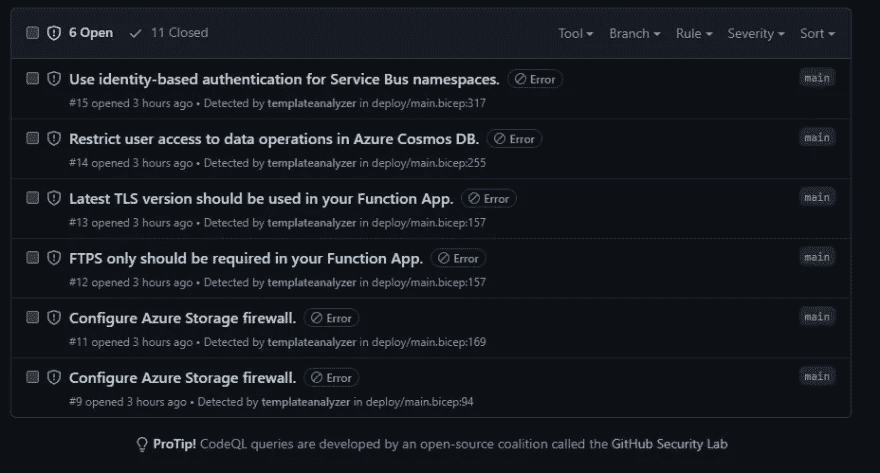 6 Open 11 Closed Tool Branch Rule Severity Sort
Use identity-based authentication for Service Bus namespaces. Error main
#15 opened 3 hours ago • Detected by templateanalyzer in deploy/main.bicep:317
Restrict user access to data operations in Azure Cosmos DB. Error main
#14 opened 3 hours ago • Detected by templateanalyzer in deploy/main.bicep:255
Latest TLS version should be used in your Function App. Error main
#13 opened 3 hours ago • Detected by templateanalyzer in deploy/main.bicep:157
FTPS only should be required in your Function App. Error main
#12 opened 3 hours ago • Detected by templateanalyzer in deploy/main.bicep:157
Configure Azure Storage firewall. Error main
#11 opened 3 hours ago • Detected by templateanalyzer in deploy/main.bicep:169
Configure Azure Storage firewall. Error main
#9 opened 3 hours ago • Detected by templateanalyzer in deploy/main.bicep:94
ProTip! CodeQL queries are developed by an open-source coalition called the GitHub Security Lab